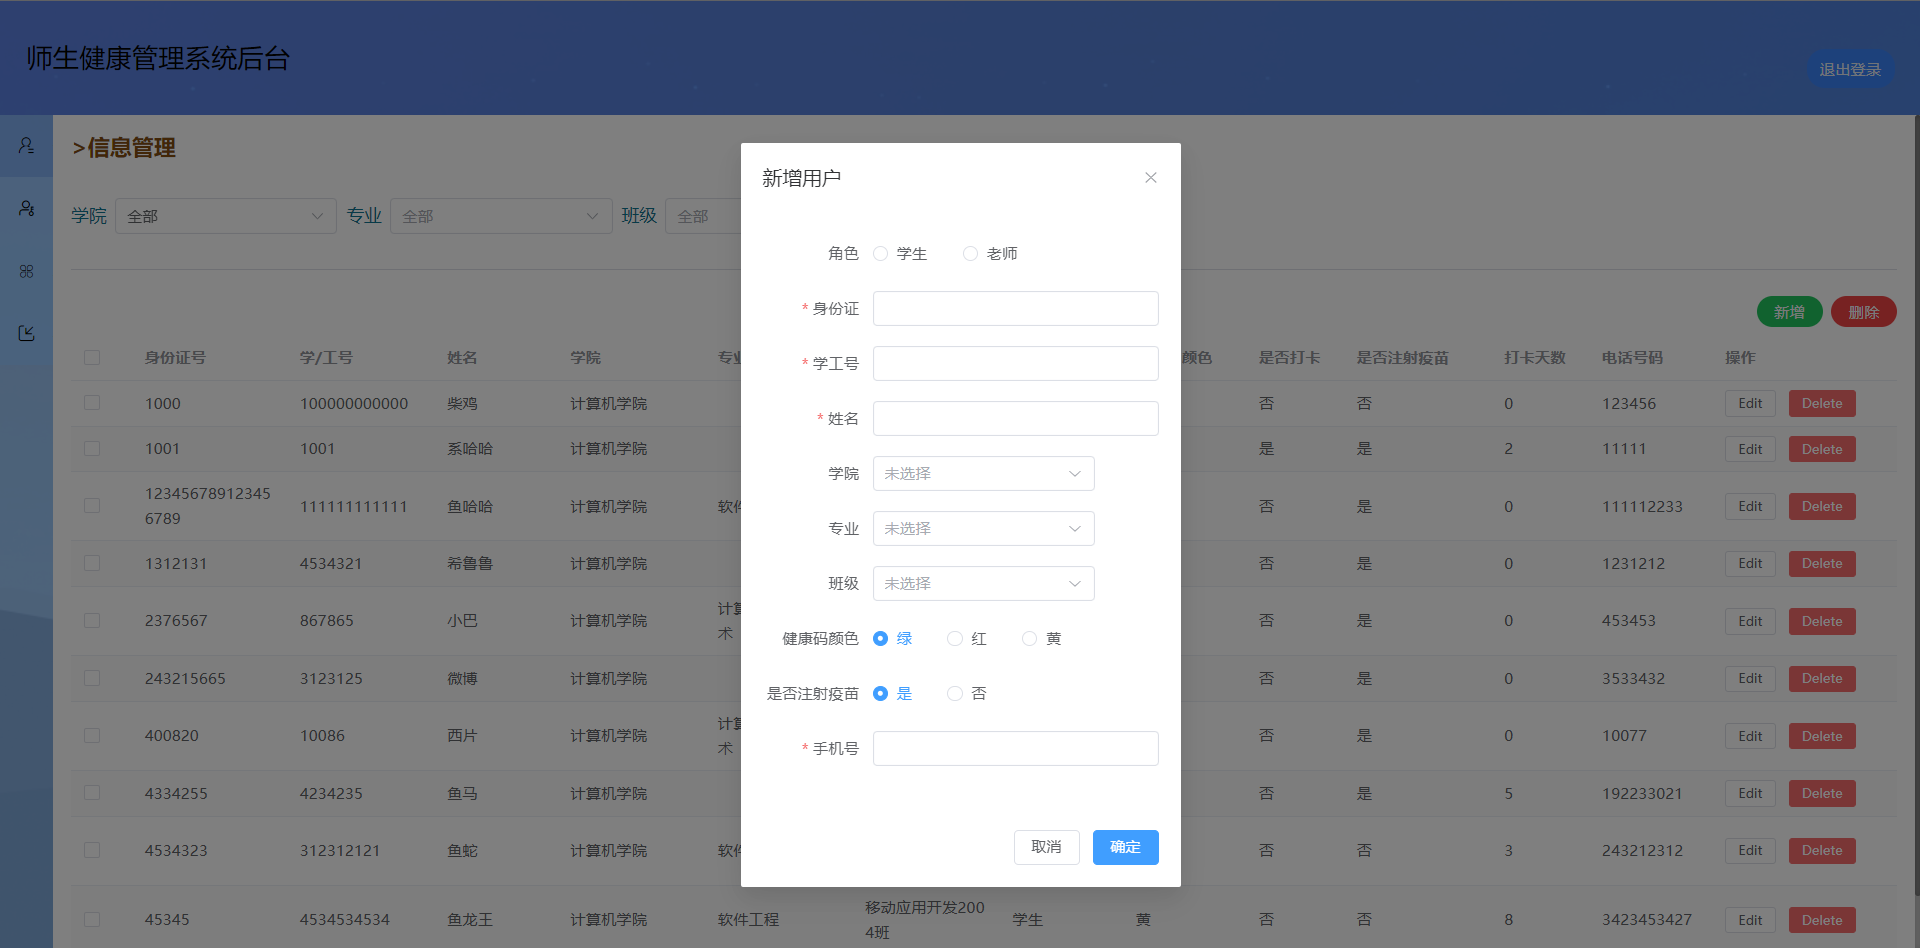 师生健康管理系统后台
退出登录
>信息管理
学院 全部 专业 全部 班级 全部
新增 删除
身份证号 学/工号 姓名 学院 专业 颜色 是否打卡 是否注射疫苗 打卡天数 电话号码 操作
1000 100000000000 柴鸡 计算机学院 否 否 0 123456 Edit Delete
1001 1001 系哈哈 计算机学院 是 是 2 11111 Edit Delete
12345678912345
6789 111111111111 鱼哈哈 计算机学院 软件 否 是 0 111112233 Edit Delete
1312131 4534321 希鲁鲁 计算机学院 否 是 0 1231212 Edit Delete
2376567 867865 小巴 计算机学院 计算
术 否 是 0 453453 Edit Delete
243215665 3123125 微博 计算机学院 否 是 0 3533432 Edit Delete
400820 10086 西片 计算机学院 计算
术 否 是 0 10077 Edit Delete
4334255 4234235 鱼马 计算机学院 否 是 5 192233021 Edit Delete
4534323 312312121 鱼蛇 计算机学院 软件 否 否 3 243212312 Edit Delete
45345 4534534534 鱼龙王 计算机学院 软件工程 移动应用开发200
4班 学生 黄 否 否 8 3423453427 Edit Delete
新增用户
角色 学生 老师
* 身份证
* 学工号
* 姓名
学院 未选择
专业 未选择
班级 未选择
健康码颜色 绿 红 黄
是否注射疫苗 是 否
* 手机号
取消 确定